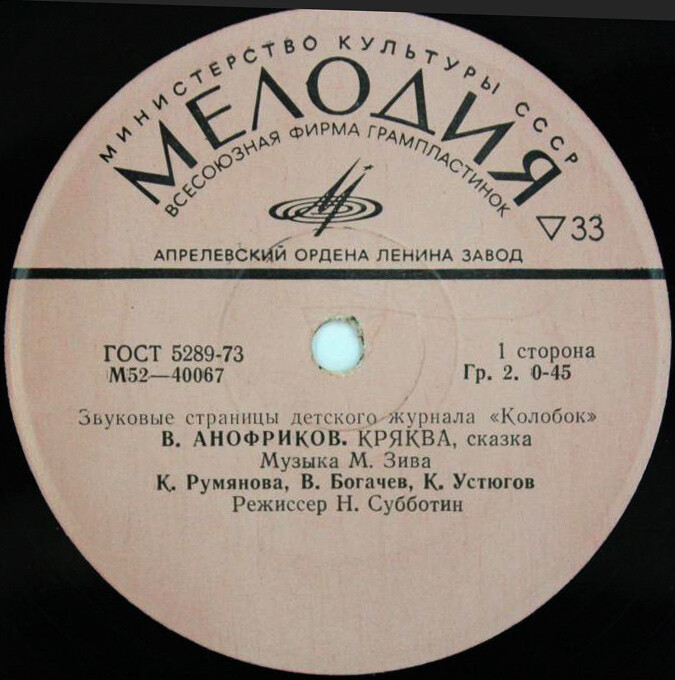 МИНИСТЕРСТВО КУЛЬТУРЫ СССР
МЕЛОДИЯ
ВСЕСОЮЗНАЯ ФИРМА ГРАМПЛАСТИНОК
33
АПРЕЛЕВСКИЙ ОРДЕНА ЛЕНИНА ЗАВОД
ГОСТ 5289-73
М52—40067
1 сторона
Гр. 2. 0-45
Звуковые страницы детского журнала «Колобок»
В. АНОФРИКОВ. КРЯКВА, сказка
Музыка М. Зива
К. Румянова, В. Богачев, К. Устюгов
Режиссер Н. Субботин